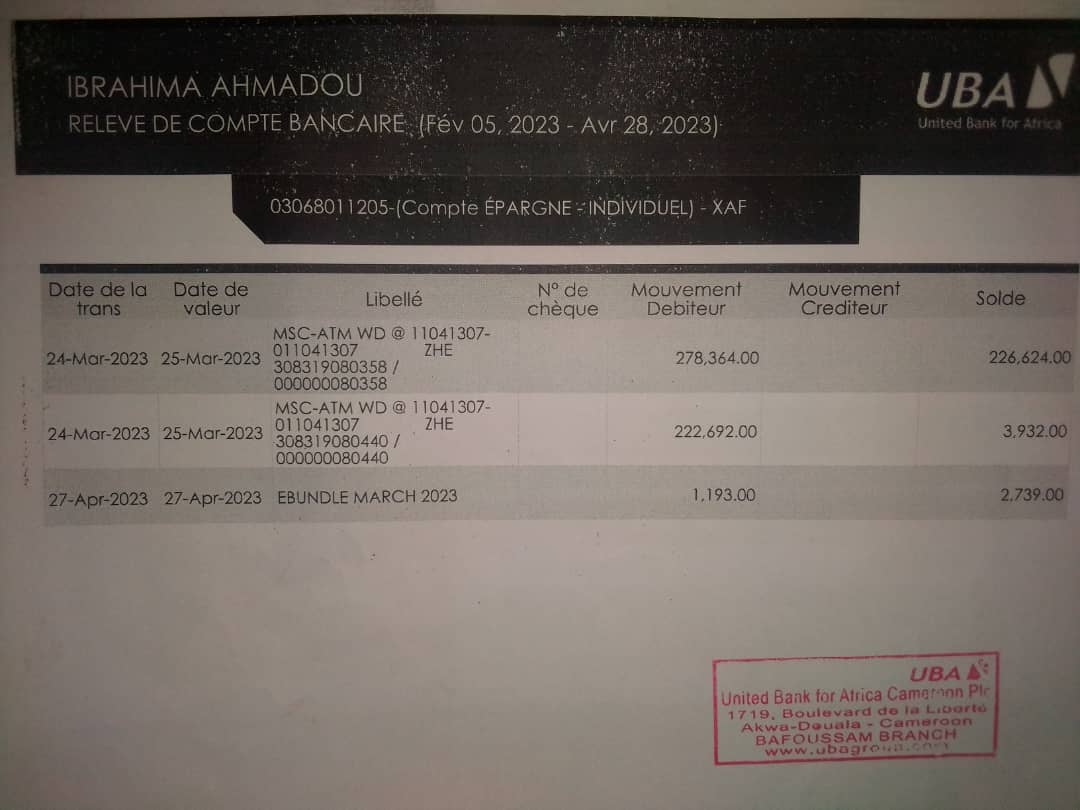 IBRAHIMA AHMADOU
RELEVE DE COMPTE BANCAIRE (Fév 05, 2023 - Avr 28, 2023)
UBA
United Bank for Africa
03068011205-(Compte ÉPARGNE - INDIVIDUEL) - XAF
Date de la trans Date de valeur Libellé Nº de chèque Mouvement Debiteur Mouvement Crediteur Solde
24-Mar-2023 25-Mar-2023 MSC-ATM WD @ 11041307-
011041307 ZHE
308319080358 /
000000080358
278,364.00 226,624.00
24-Mar-2023 25-Mar-2023 MSC-ATM WD @ 11041307-
011041307 ZHE
308319080440 /
000000080440
222,692.00 3,932.00
27-Apr-2023 27-Apr-2023 EBUNDLE MARCH 2023 1,193.00 2,739.00
UBA
United Bank for Africa Cameroon Plc
1719, Boulevard de la Liberté
Akwa-Douala - Cameroon
BAFOUSSAM BRANCH
www.ubagroup.com